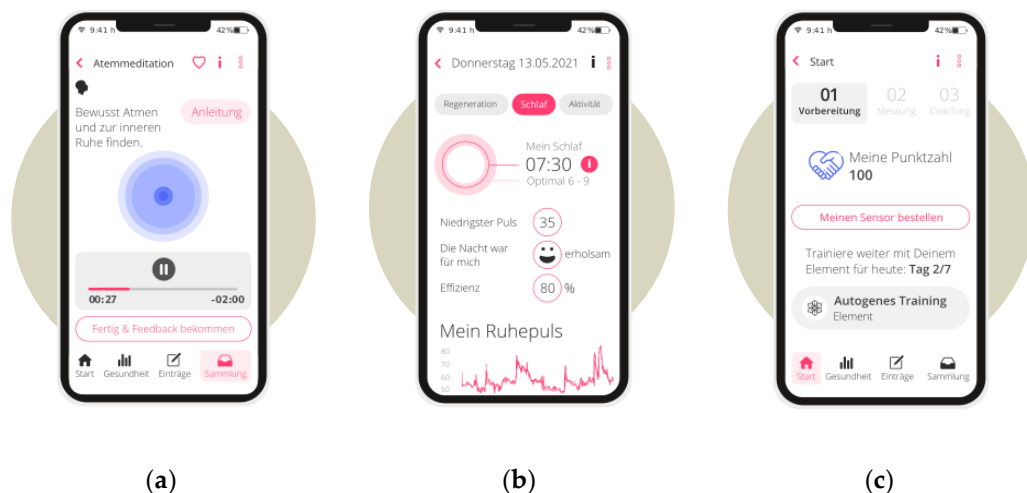 9:41 h 42%
Atemmeditation i
Bewusst Atmen
und zur inneren
Ruhe finden.
Anleitung
00:27 -02:00
Fertig & Feedback bekommen
Start Gesundheit Einträge Sammlung
(a)
9:41 h 42%
Donnerstag 13.05.2021 i
Regeneration Schlaf Aktivität
Mein Schlaf
07:30 i
Optimal 6 - 9
Niedrigster Puls 35
Die Nacht war
für mich
erholsam
Effizienz 80 %
Mein Ruhepuls
80
70
60
50
(b)
9:41 h 42%
Start i
01 02 03
Vorbereitung Messung Coaching
Meine Punktzahl
100
Meinen Sensor bestellen
Trainiere weiter mit Deinem
Element für heute: Tag 2/7
Autogenes Training
Element
Start Gesundheit Einträge Sammlung
(c)